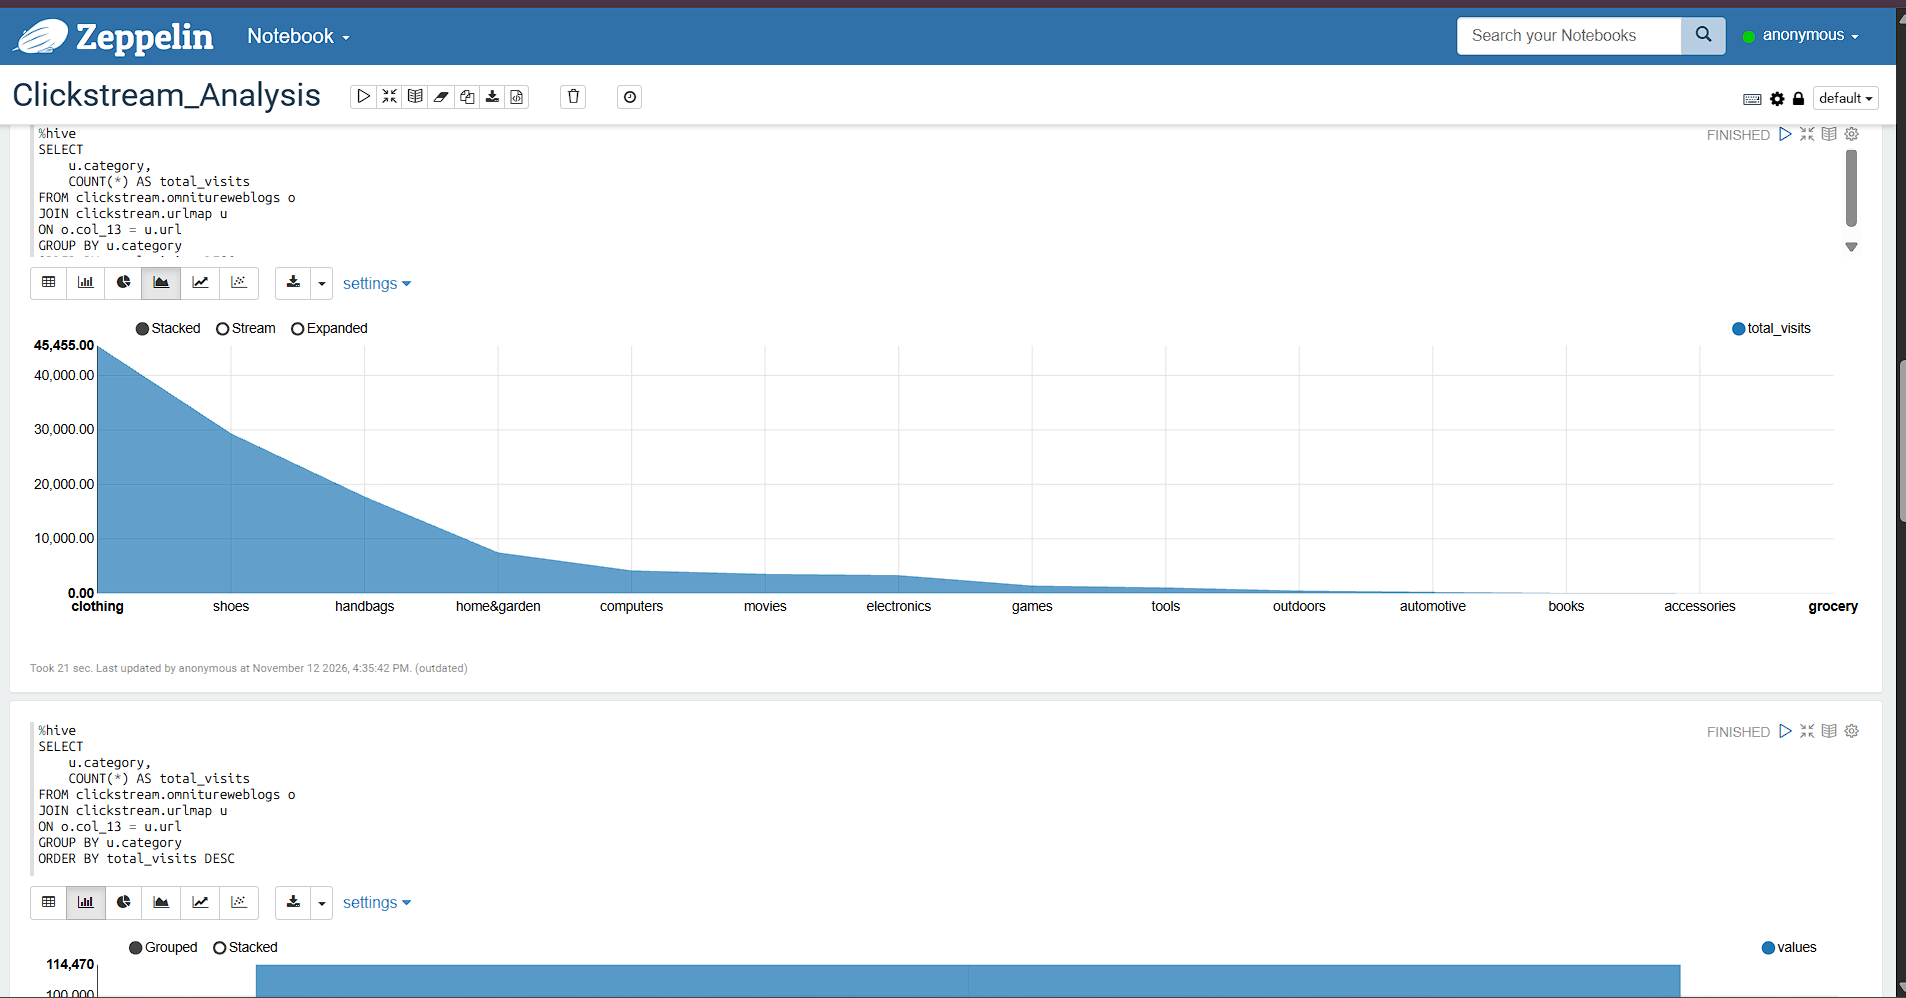 Zeppelin Notebook Search your Notebooks anonymous
Clickstream_Analysis default
%hive FINISHED
SELECT
u.category,
COUNT(*) AS total_visits
FROM clickstream.omnitureweblogs o
JOIN clickstream.urlmap u
ON o.col_13 = u.url
GROUP BY u.category
settings
Stacked Stream Expanded total_visits
45,455.00
40,000.00
30,000.00
20,000.00
10,000.00
0.00
clothing shoes handbags home&garden computers movies electronics games tools outdoors automotive books accessories grocery
Took 21 sec. Last updated by anonymous at November 12 2026, 4:35:42 PM. (outdated)
%hive FINISHED
SELECT
u.category,
COUNT(*) AS total_visits
FROM clickstream.omnitureweblogs o
JOIN clickstream.urlmap u
ON o.col_13 = u.url
GROUP BY u.category
ORDER BY total_visits DESC
settings
Grouped Stacked values
114,470
100,000